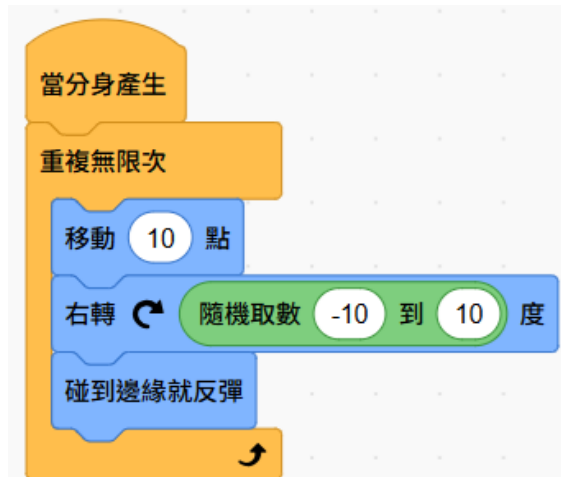 當分身產生
重複無限次
移動 10 點
右轉 隨機取數 -10 到 10 度
碰到邊緣就反彈